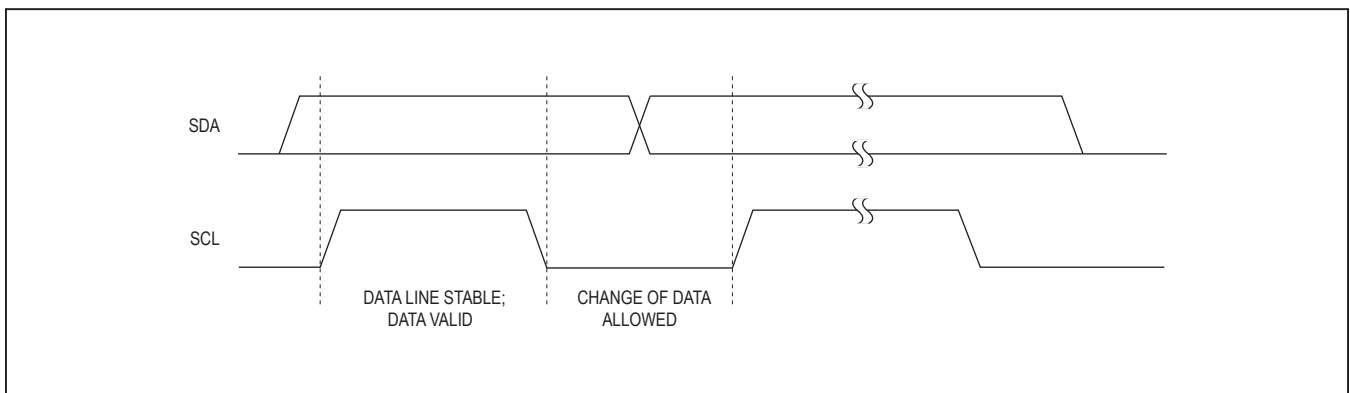 SDA
SCL
DATA LINE STABLE;
DATA VALID
CHANGE OF DATA
ALLOWED